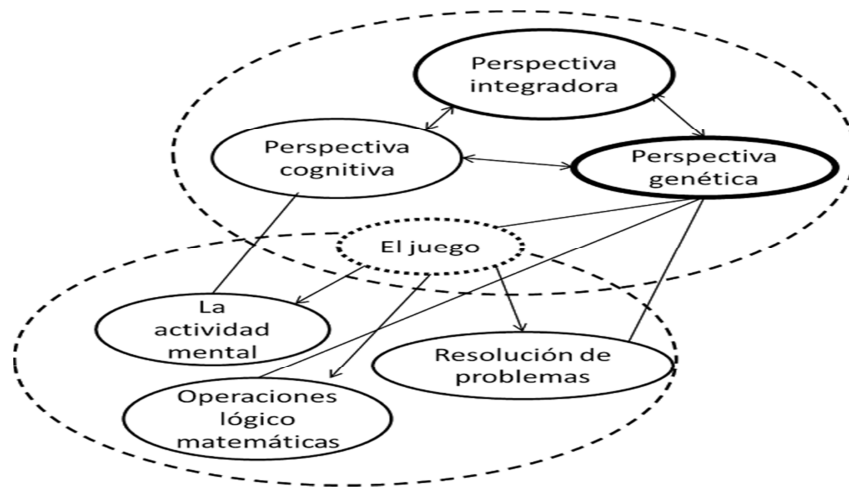 Perspectiva
integradora
Perspectiva
cognitiva
Perspectiva
genética
El juego
La
actividad
mental
Resolución de
problemas
Operaciones
lógico
matemáticas